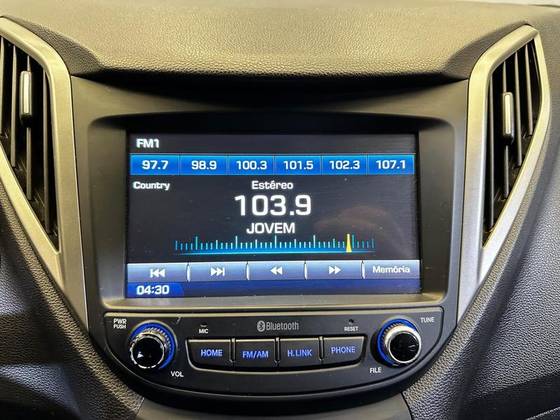 FM1
97.7 98.9 100.3 101.5 102.3 107.1
Country Estéreo
103.9
JOVEM
Memória
04:30
PWR PUSH
MIC
Bluetooth
RESET
TUNE
HOME FM/AM H.LINK PHONE
VOL
FILE